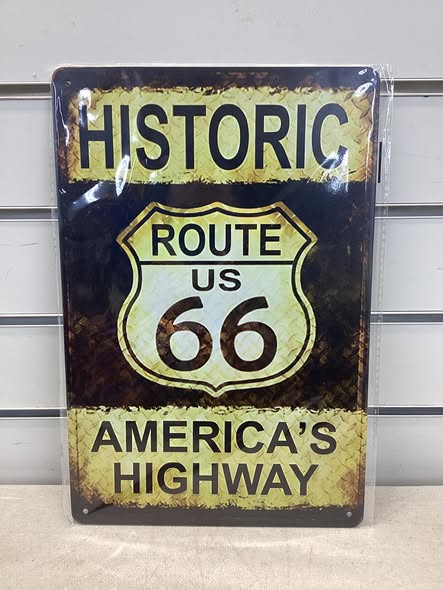 HISTORIC
ROUTE
US
66
AMERICA'S
HIGHWAY